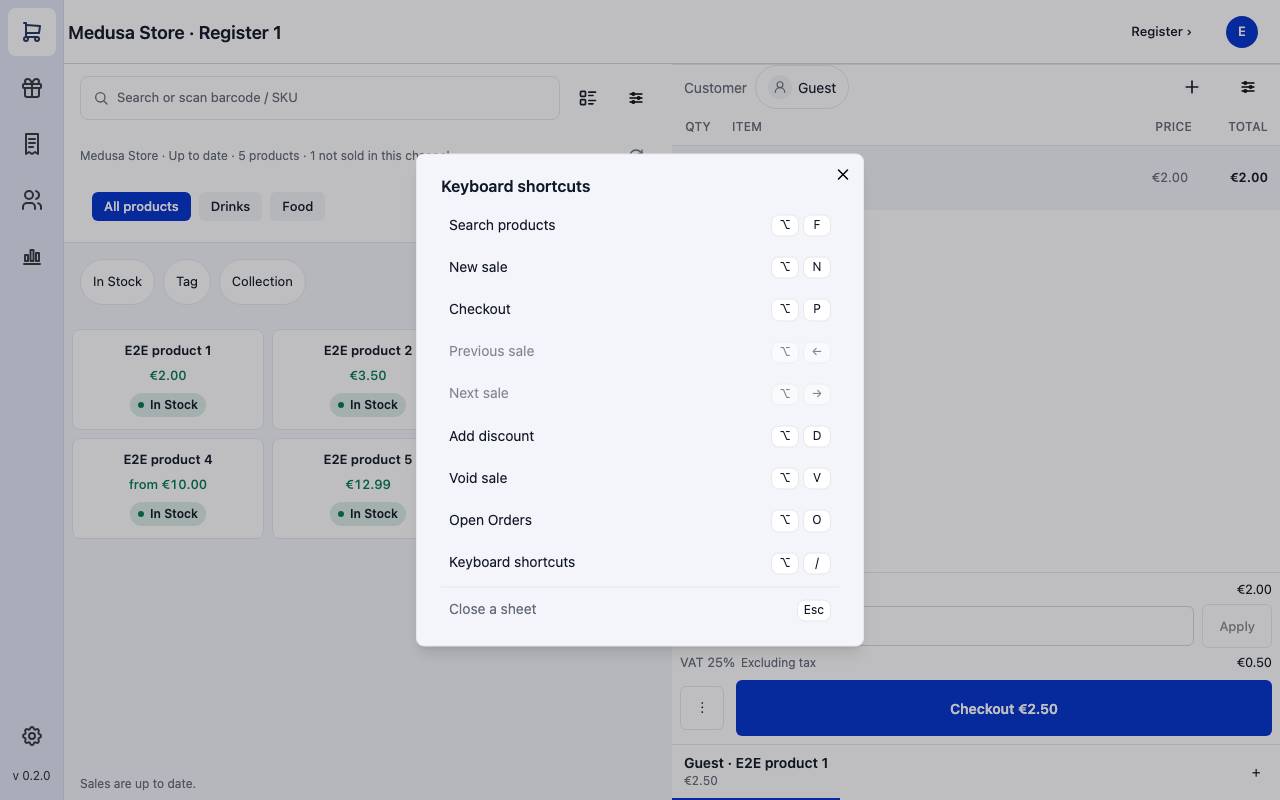 Medusa Store · Register 1
Register ›
E
Search or scan barcode / SKU
Customer
Guest
QTY ITEM PRICE TOTAL
Medusa Store · Up to date · 5 products · 1 not sold in this
€2.00 €2.00
All products
Drinks
Food
In Stock
Tag
Collection
E2E product 1
€2.00
In Stock
E2E product 2
€3.50
In Stock
E2E product 4
from €10.00
In Stock
E2E product 5
€12.99
In Stock
Keyboard shortcuts
Search products ⌥ F
New sale ⌥ N
Checkout ⌥ P
Previous sale ⌥ ←
Next sale ⌥ →
Add discount ⌥ D
Void sale ⌥ V
Open Orders ⌥ O
Keyboard shortcuts ⌥ /
Close a sheet Esc
€2.00
Apply
VAT 25% Excluding tax €0.50
Checkout €2.50
Guest · E2E product 1
€2.50
+
v 0.2.0
Sales are up to date.